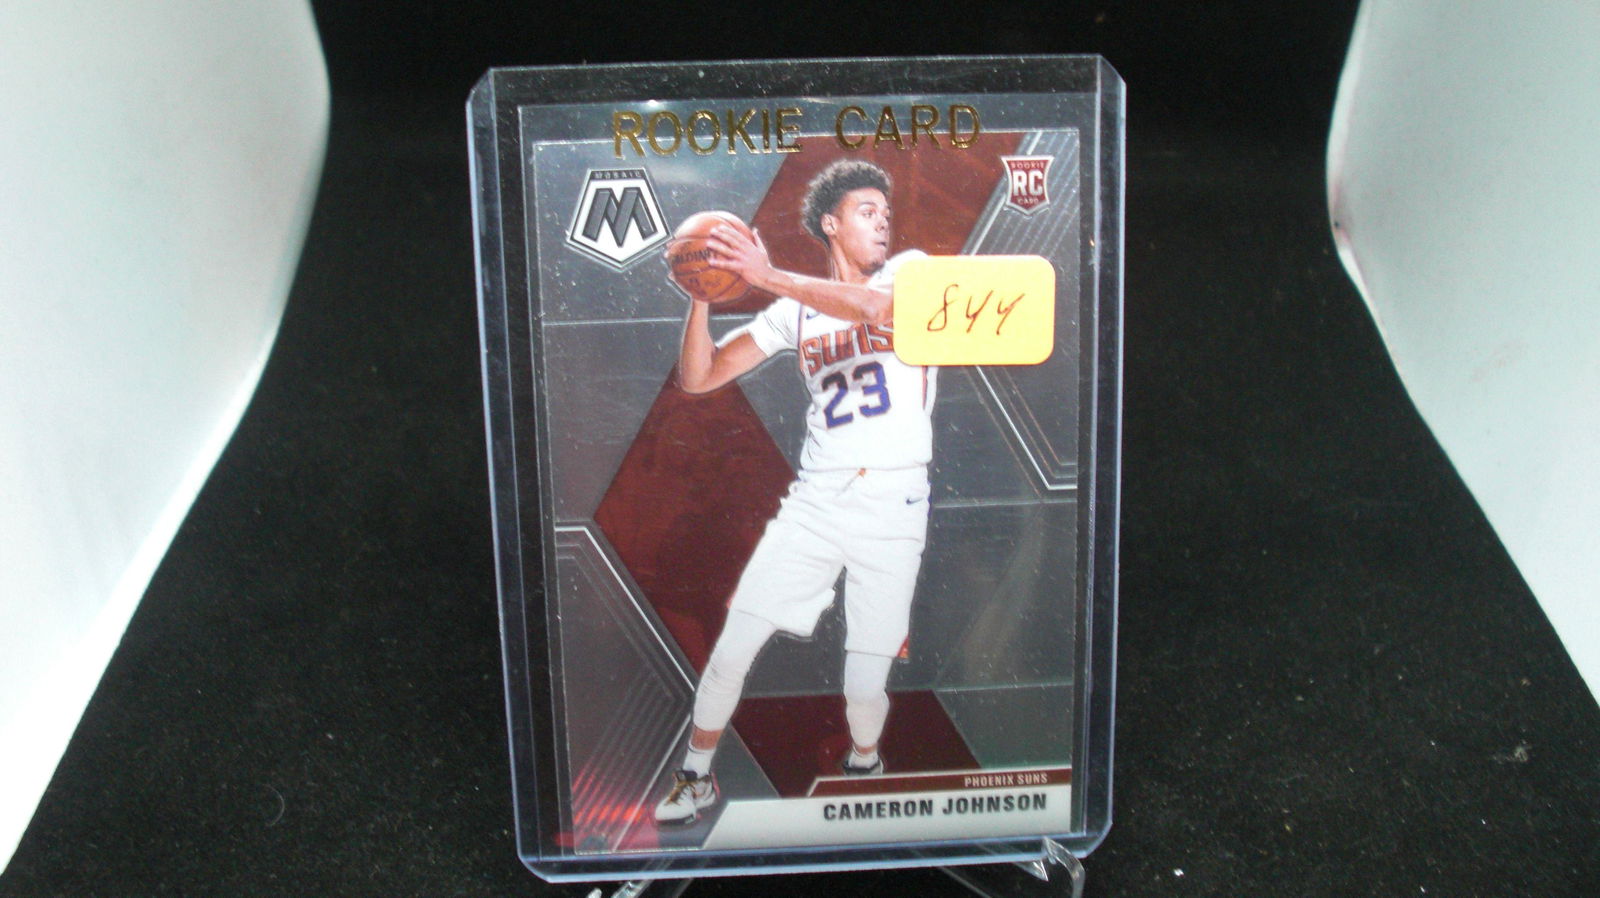 ROOKIE CARD
MOSAIC
M
ROOKIE
RC
CARD
SPALDING
844
SUNS
23
PHOENIX SUNS
CAMERON JOHNSON